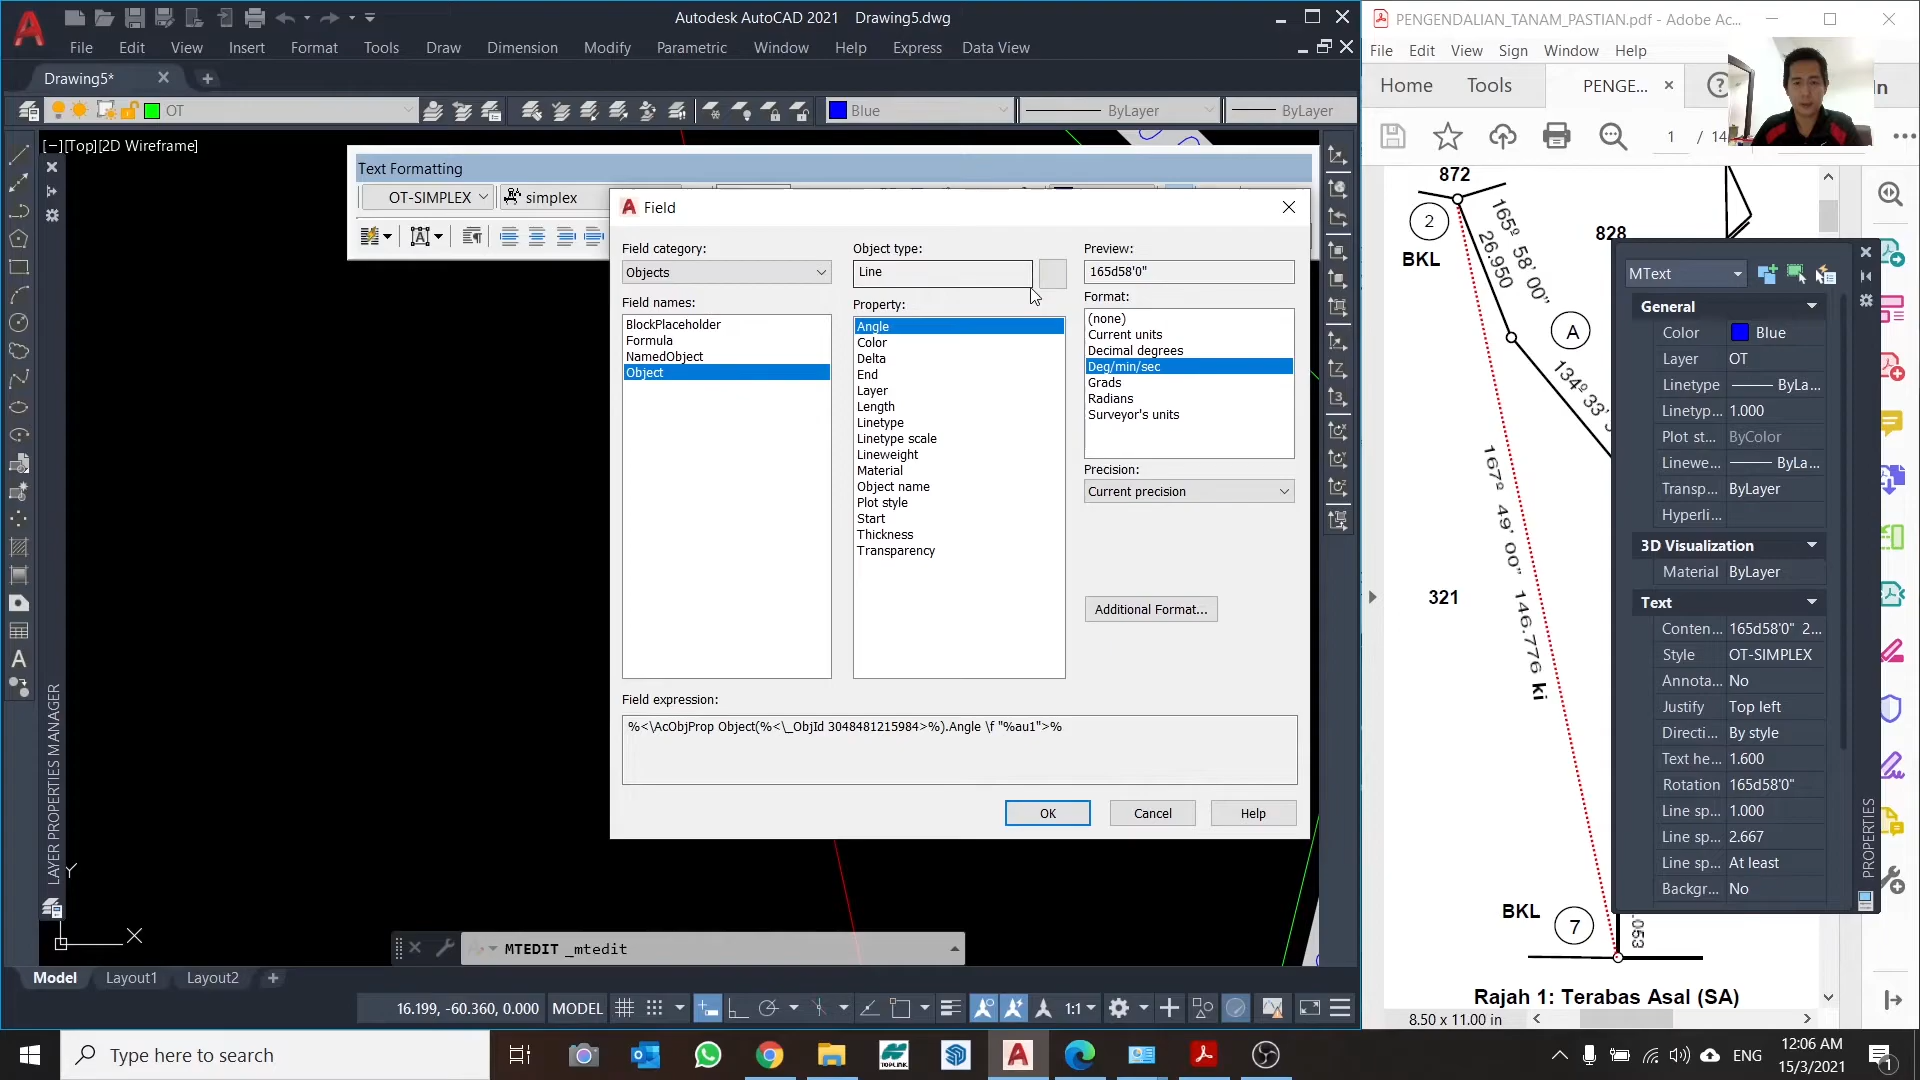 Autodesk AutoCAD 2021 Drawing5.dwg
File Edit View Insert Format Tools Draw Dimension Modify Parametric Window Help Express Data View
Drawing5*
OT
Blue
ByLayer
ByLayer
[−][Top][2D Wireframe]
LAYER PROPERTIES MANAGER
Text Formatting
OT-SIMPLEX
simplex
Field
Field category:
Objects
Field names:
BlockPlaceholder
Formula
NamedObject
Object
Object type:
Line
Property:
Angle
Color
Delta
End
Layer
Length
Linetype
Linetype scale
Lineweight
Material
Object name
Plot style
Start
Thickness
Transparency
Preview:
165d58'0"
Format:
(none)
Current units
Decimal degrees
Deg/min/sec
Grads
Radians
Surveyor's units
Precision:
Current precision
Additional Format...
Field expression:
%<\AcObjProp Object(%<\_ObjId 3048481215984>%).Angle \f "%au1">%
OK
Cancel
Help
Y
X
MTEDIT _mtedit
Model Layout1 Layout2
16.199, -60.360, 0.000 MODEL
1:1
PENGENDALIAN_TANAM_PASTIAN.pdf - Adobe Ac...
File Edit View Sign Window Help
Home Tools PENGE...
In
1 / 14
872
2
BKL
165º 58' 00"
26.950
828
A
134º 33'
167º 49' 00" 146.776 ki
321
BKL
7
.053
Rajah 1: Terabas Asal (SA)
8.50 x 11.00 in
MText
General
Color Blue
Layer OT
Linetype ByLa...
Linetyp... 1.000
Plot st... ByColor
Linewe... ByLa...
Transp... ByLayer
Hyperli...
3D Visualization
Material ByLayer
Text
Conten... 165d58'0" 2...
Style OT-SIMPLEX
Annota... No
Justify Top left
Directi... By style
Text he... 1.600
Rotation 165d58'0"
Line sp... 1.000
Line sp... 2.667
Line sp... At least
Backgr... No
PROPERTIES
Type here to search
TOPLINK
ENG
12:06 AM
15/3/2021
1